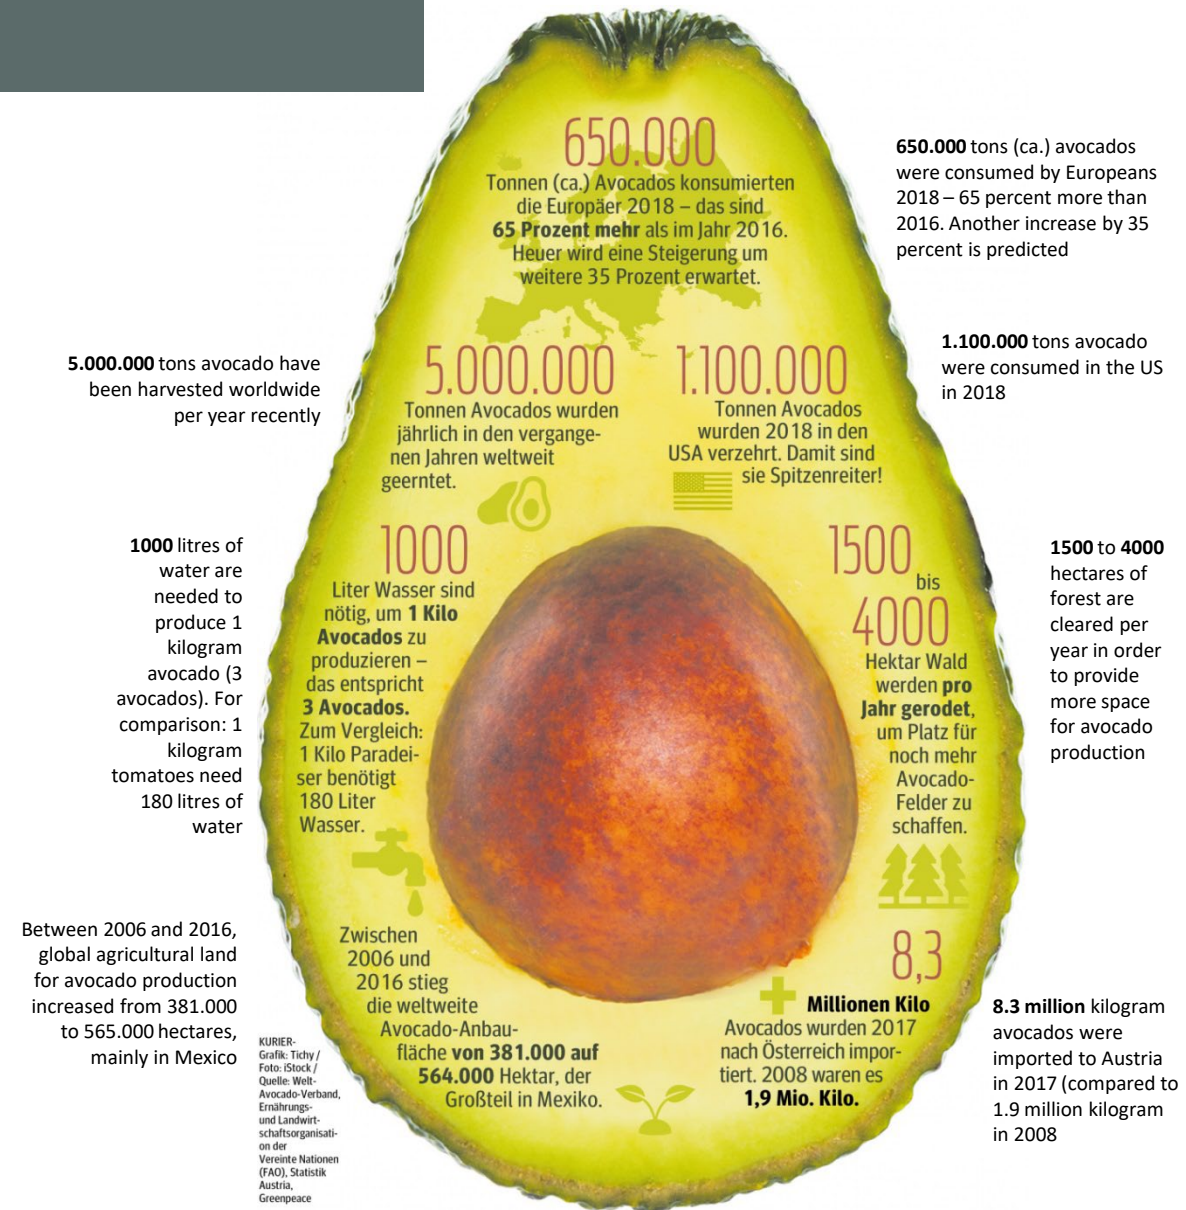 650.000
Tonnen (ca.) Avocados konsumierten
die Europäer 2018 – das sind
65 Prozent mehr als im Jahr 2016.
Heuer wird eine Steigerung um
weitere 35 Prozent erwartet.
650.000 tons (ca.) avocados
were consumed by Europeans
2018 – 65 percent more than
2016. Another increase by 35
percent is predicted
5.000.000 tons avocado have
been harvested worldwide
per year recently
5.000.000
Tonnen Avocados wurden
jährlich in den vergange-
nen Jahren weltweit
geerntet.
1.100.000
Tonnen Avocados
wurden 2018 in den
USA verzehrt. Damit sind
sie Spitzenreiter!
1.100.000 tons avocado
were consumed in the US
in 2018
1000 litres of
water are
needed to
produce 1
kilogram
avocado (3
avocados). For
comparison: 1
kilogram
tomatoes need
180 litres of
water
1000
Liter Wasser sind
nötig, um 1 Kilo
Avocados zu
produzieren –
das entspricht
3 Avocados.
Zum Vergleich:
1 Kilo Paradei-
ser benötigt
180 Liter
Wasser.
1500
bis
4000
Hektar Wald
werden pro
Jahr gerodet,
um Platz für
noch mehr
Avocado-
Felder zu
schaffen.
1500 to 4000
hectares of
forest are
cleared per
year in order
to provide
more space
for avocado
production
Between 2006 and 2016,
global agricultural land
for avocado production
increased from 381.000
to 565.000 hectares,
mainly in Mexico
Zwischen
2006 und
2016 stieg
die weltweite
Avocado-Anbau-
fläche von 381.000 auf
564.000 Hektar, der
Großteil in Mexiko.
8,3
Millionen Kilo
Avocados wurden 2017
nach Österreich impor-
tiert. 2008 waren es
1,9 Mio. Kilo.
8.3 million kilogram
avocados were
imported to Austria
in 2017 (compared to
1.9 million kilogram
in 2008
KURIER-
Grafik: Tichy /
Foto: iStock /
Quelle: Welt-
Avocado-Verband,
Ernährungs-
und Landwirt-
schaftsorganisati-
on der
Vereinte Nationen
(FAO), Statistik
Austria,
Greenpeace